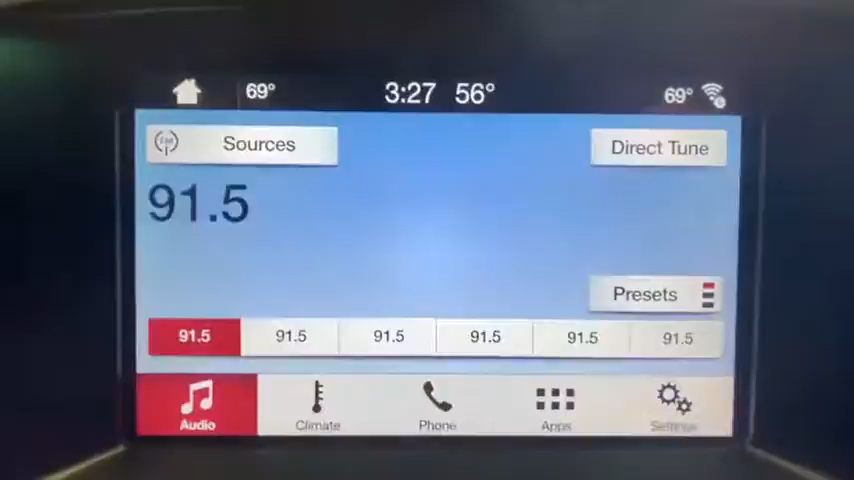 69° 3:27 56° 69°
Sources Direct Tune
91.5
Presets
91.5 91.5 91.5 91.5 91.5 91.5
Audio Climate Phone Apps Settings